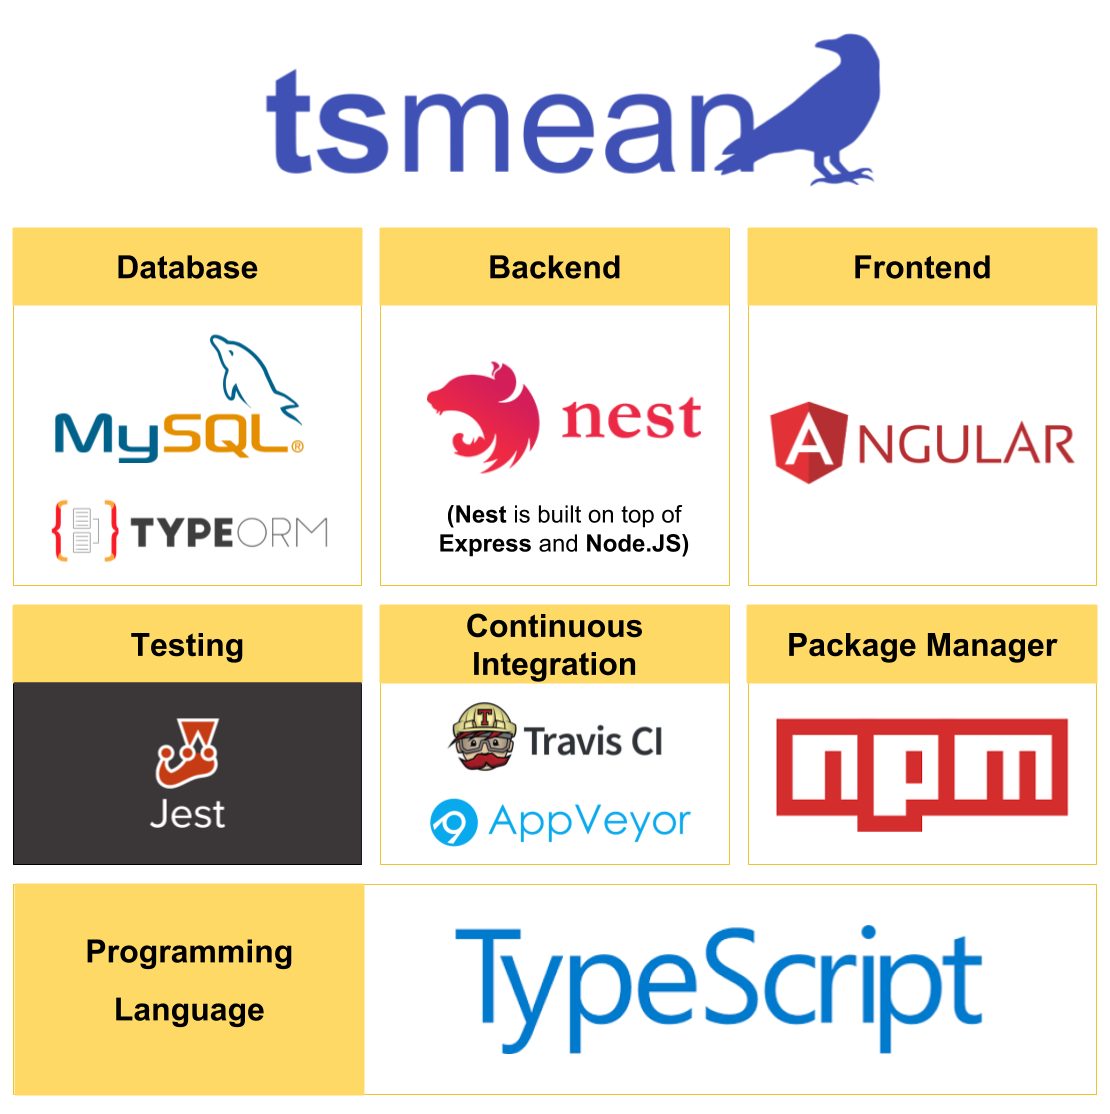 tsmean
Database
Backend
Frontend
MySQL®
TYPEORM
nest
(Nest is built on top of
Express and Node.JS)
ANGULAR
Testing
Continuous
Integration
Package Manager
Jest
Travis CI
AppVeyor
npm
Programming
Language
TypeScript